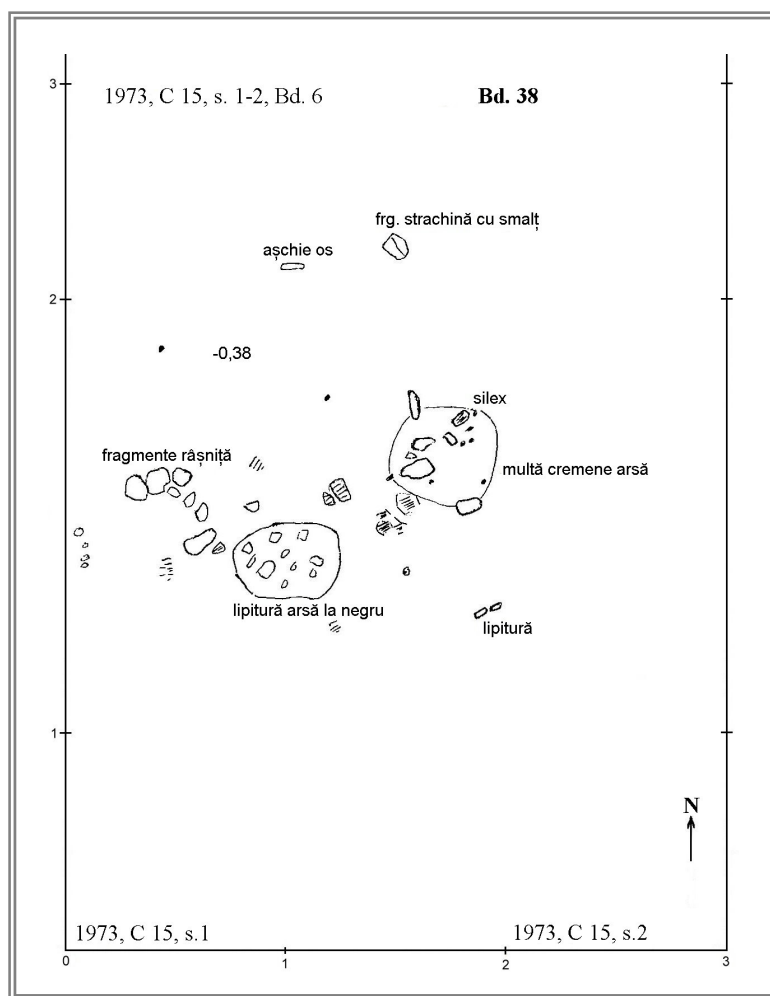 3
1973, C 15, s. 1-2, Bd. 6
Bd. 38
frg. strachină cu smalț
așchie os
2
-0,38
silex
fragmente râșniță
multă cremene arsă
lipitură arsă la negru
lipitură
1
N
1973, C 15, s.1
1973, C 15, s.2
0
1
2
3